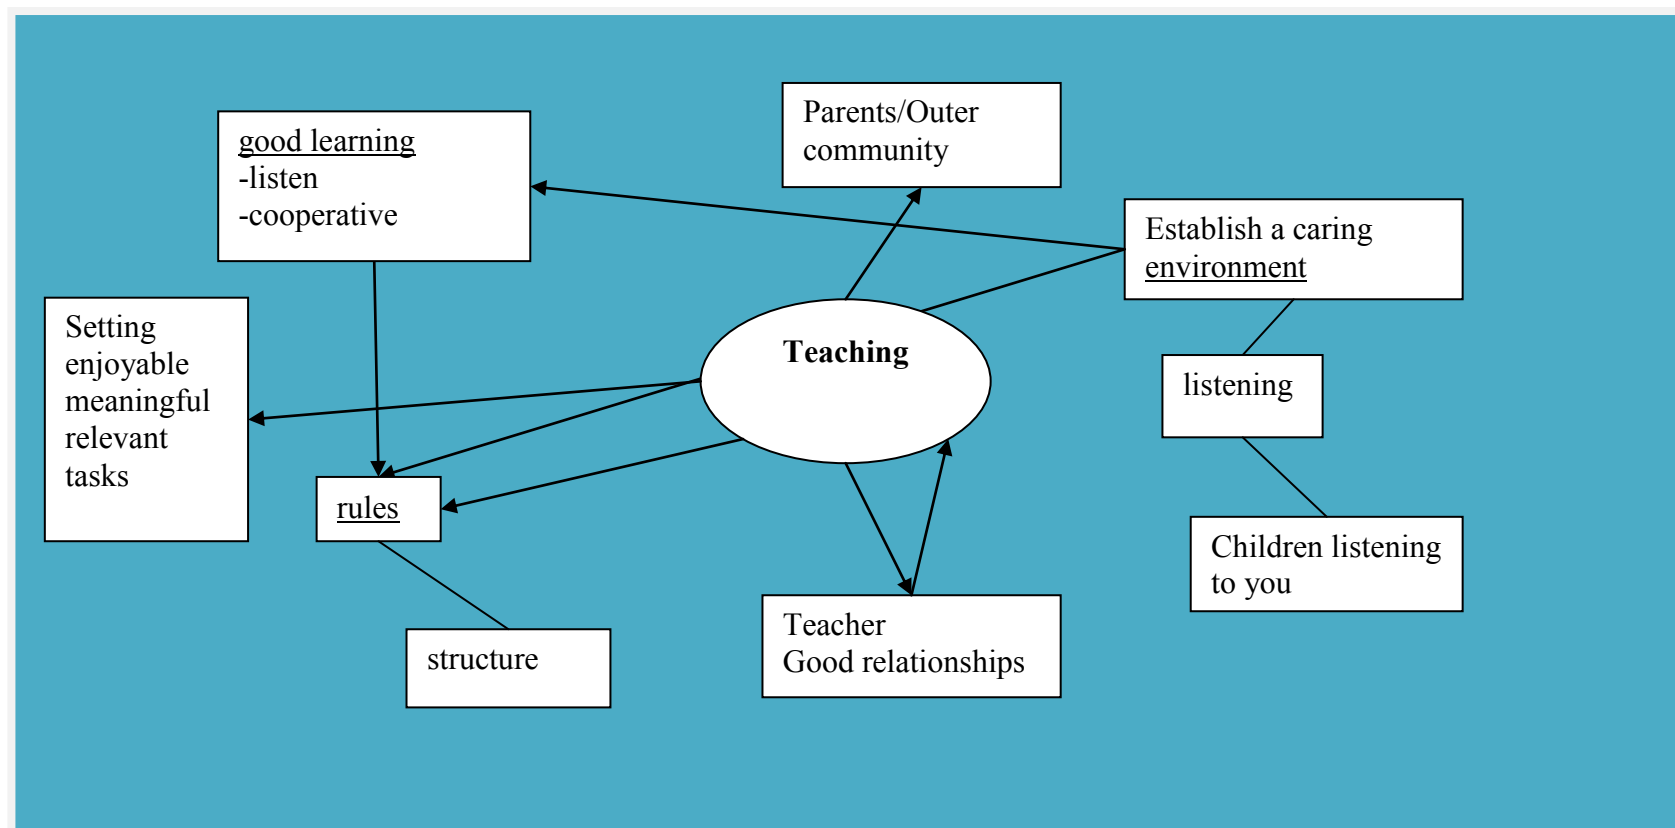 good learning
-listen
-cooperative
Parents/Outer
community
Establish a caring
environment
Setting
enjoyable
meaningful
relevant
tasks
Teaching
listening
rules
Children listening
to you
structure
Teacher
Good relationships